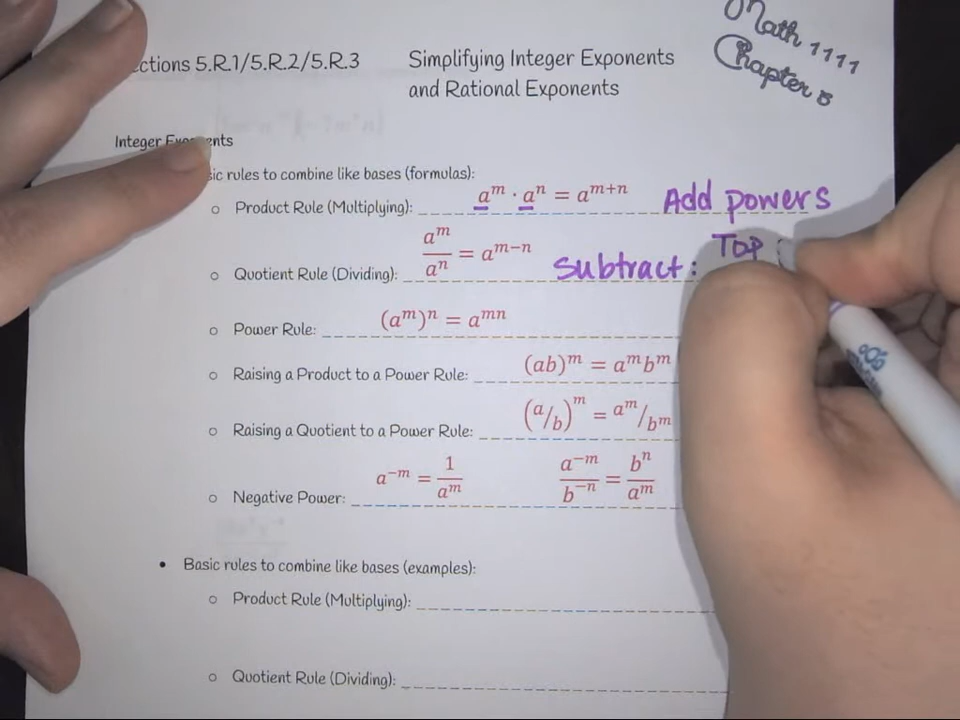 Math 1111
Chapter 5
ctions 5.R.1/5.R.2/5.R.3 Simplifying Integer Exponents
and Rational Exponents
Integer Exponents
ic rules to combine like bases (formulas):
○ Product Rule (Multiplying): a^m · a^n = a^{m+n} Add powers
○ Quotient Rule (Dividing): a^m/a^n = a^{m−n} Subtract: Top
○ Power Rule: (a^m)^n = a^{mn}
○ Raising a Product to a Power Rule: (ab)^m = a^m b^m
○ Raising a Quotient to a Power Rule: (a/b)^m = a^m/b^m
○ Negative Power: a^{−m} = 1/a^m a^{−m}/b^{−n} = b^n/a^m
• Basic rules to combine like bases (examples):
○ Product Rule (Multiplying):
○ Quotient Rule (Dividing):